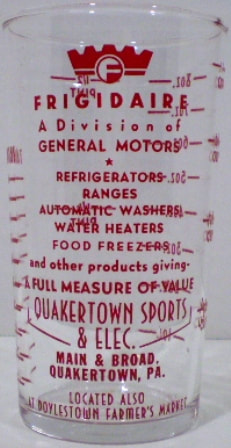 F
FRIGIDAIRE
A Division of
GENERAL MOTORS
★
REFRIGERATORS
RANGES
AUTOMATIC WASHERS
WATER HEATERS
FOOD FREEZERS
and other products giving-
A FULL MEASURE OF VALUE
QUAKERTOWN SPORTS
& ELEC.
MAIN & BROAD,
QUAKERTOWN, PA.
LOCATED ALSO
AT DOYLESTOWN FARMER'S MARKET